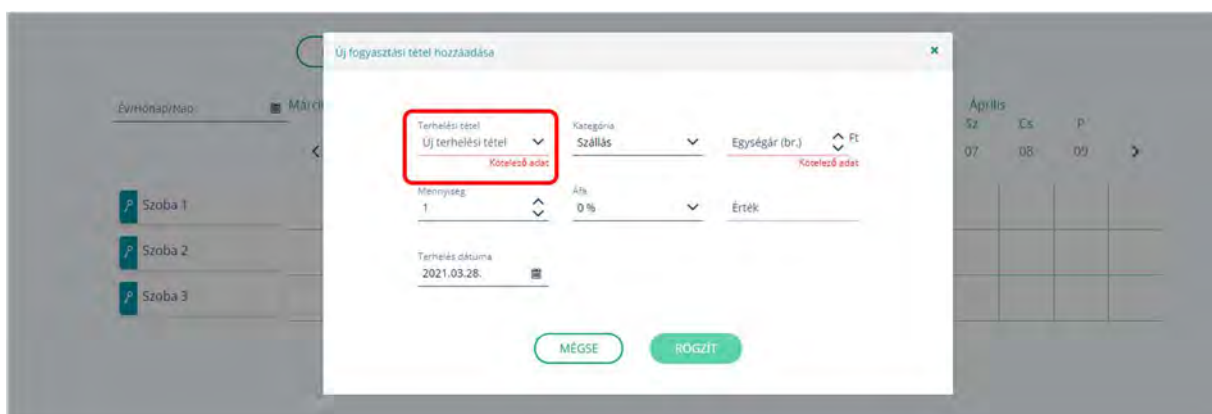 Új fogyasztási tétel hozzáadása
Év/Hónap/Nap
Március
Április
Sz Cs P
07 08 09
Szoba 1
Szoba 2
Szoba 3
Terhelési tétel
Új terhelési tétel
Kötelező adat
Kategória
Szállás
Egységár (br.) Ft
Kötelező adat
Mennyiség
1
Áfa
0 %
Érték
Terhelés dátuma
2021.03.28.
MÉGSE
RÖGZÍT